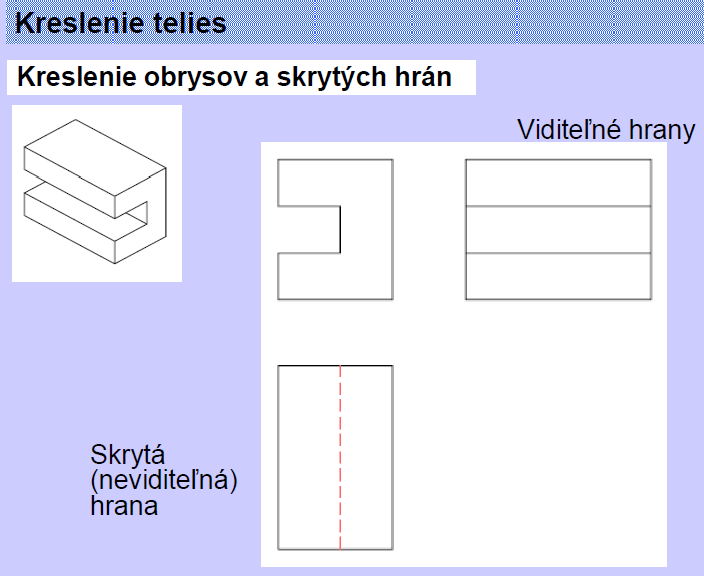 Kreslenie telies
Kreslenie obrysov a skrytých hrán
Viditeľné hrany
Skrytá
(neviditeľná)
hrana